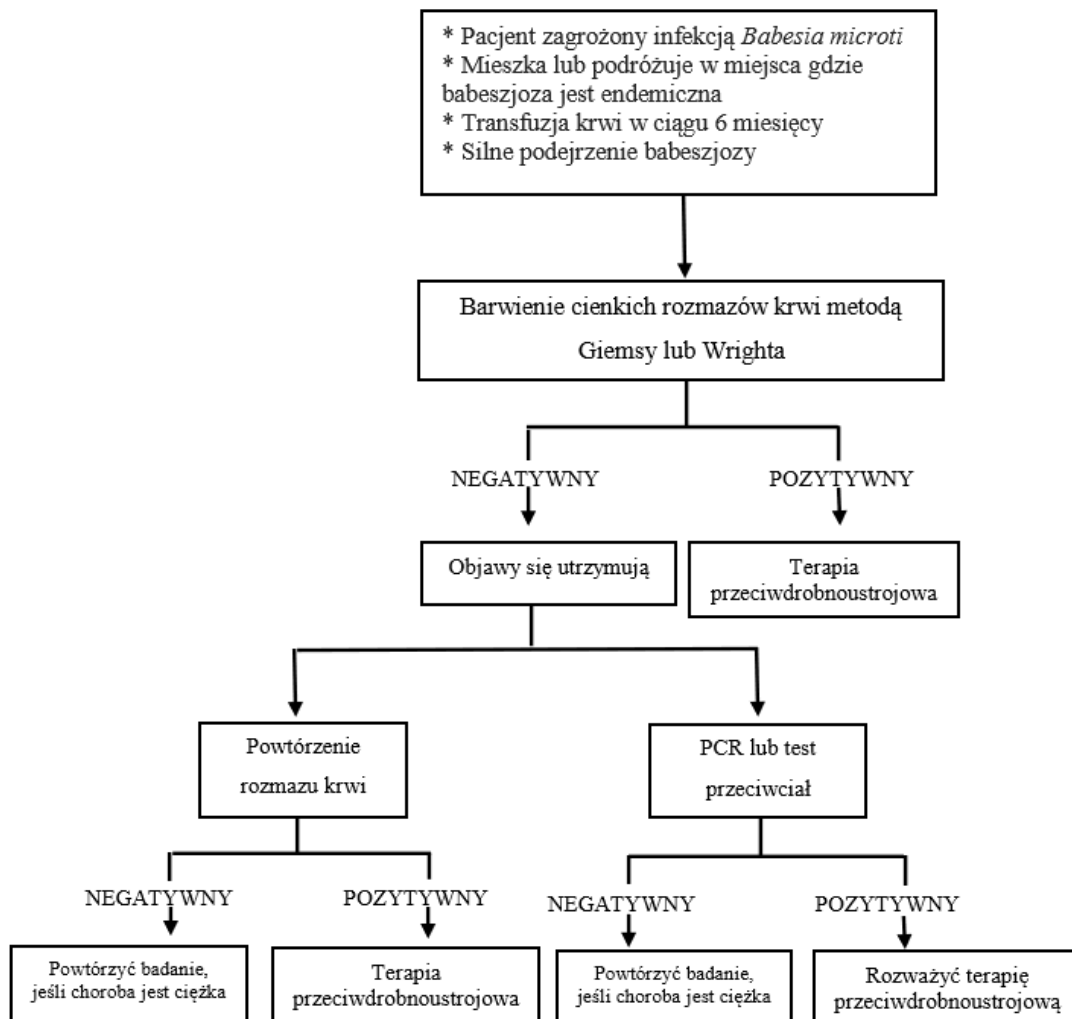 * Pacjent zagrożony infekcją Babesia microti
* Mieszka lub podróżuje w miejsca gdzie
babeszjoza jest endemiczna
* Transfuzja krwi w ciągu 6 miesięcy
* Silne podejrzenie babeszjozy
Barwienie cienkich rozmazów krwi metodą
Giemsy lub Wrighta
NEGATYWNY
POZYTYWNY
Objawy się utrzymują
Terapia
przeciwdrobnoustrojowa
Powtórzenie
rozmazu krwi
PCR lub test
przeciwciał
NEGATYWNY
POZYTYWNY
NEGATYWNY
POZYTYWNY
Powtórzyć badanie,
jeśli choroba jest ciężka
Terapia
przeciwdrobnoustrojowa
Powtórzyć badanie,
jeśli choroba jest ciężka
Rozważyć terapię
przeciwdrobnoustrojową